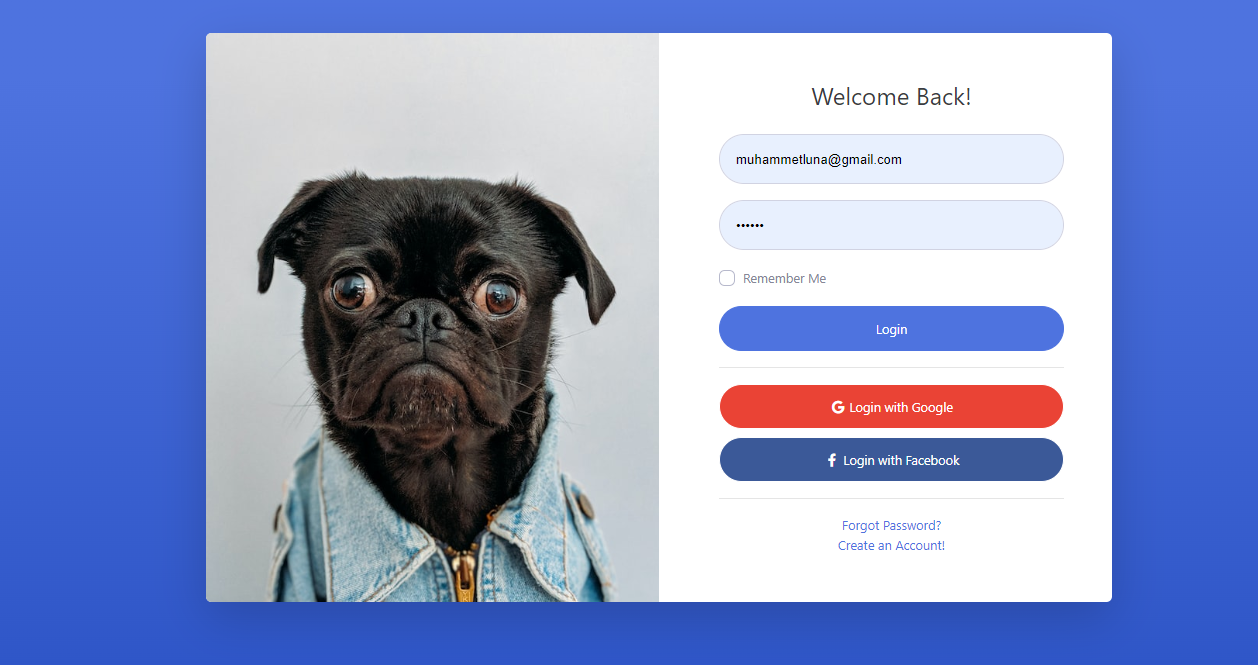 Welcome Back!
muhammetluna@gmail.com
••••••
Remember Me
Login
Login with Google
Login with Facebook
Forgot Password?
Create an Account!